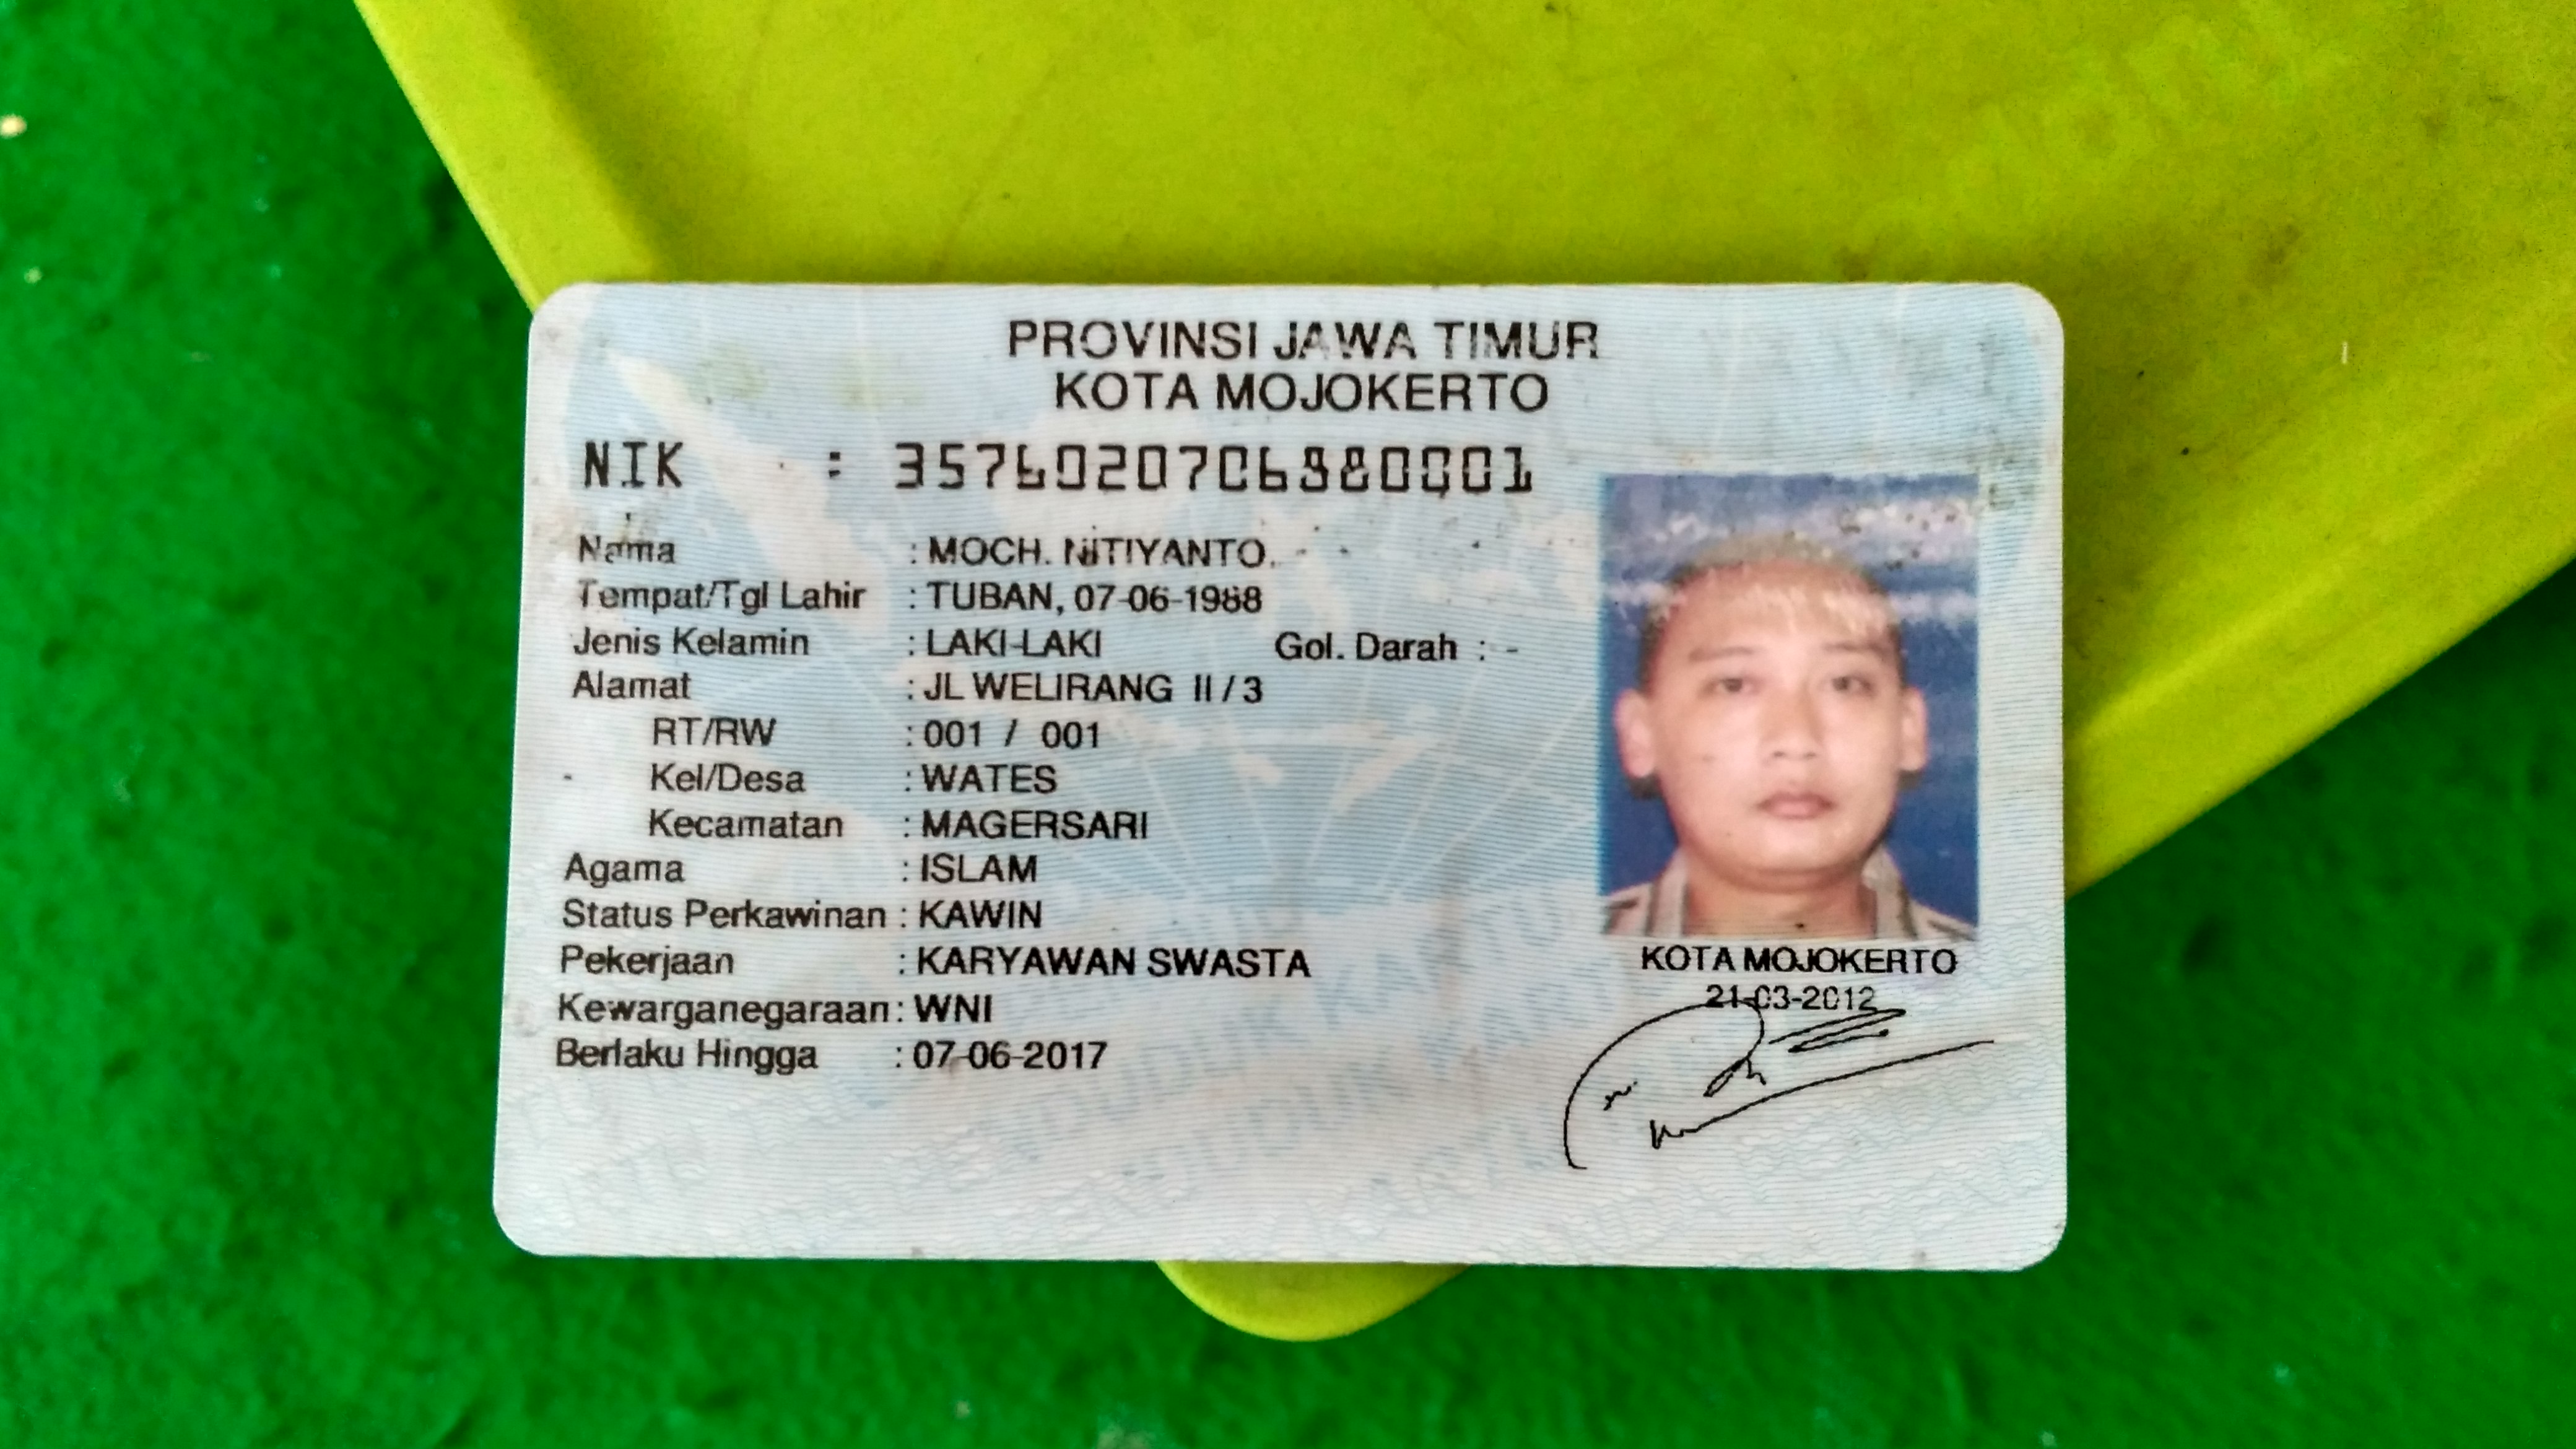 PROVINSI JAWA TIMUR
KOTA MOJOKERTO
NIK : 3576020706880001
Nama : MOCH. NITIYANTO.
Tempat/Tgl Lahir : TUBAN, 07-06-1988
Jenis Kelamin : LAKI-LAKI Gol. Darah : -
Alamat : JL WELIRANG II / 3
RT/RW : 001 / 001
Kel/Desa : WATES
Kecamatan : MAGERSARI
Agama : ISLAM
Status Perkawinan : KAWIN
Pekerjaan : KARYAWAN SWASTA
Kewarganegaraan : WNI
Berlaku Hingga : 07-06-2017
KOTA MOJOKERTO
21-03-2012